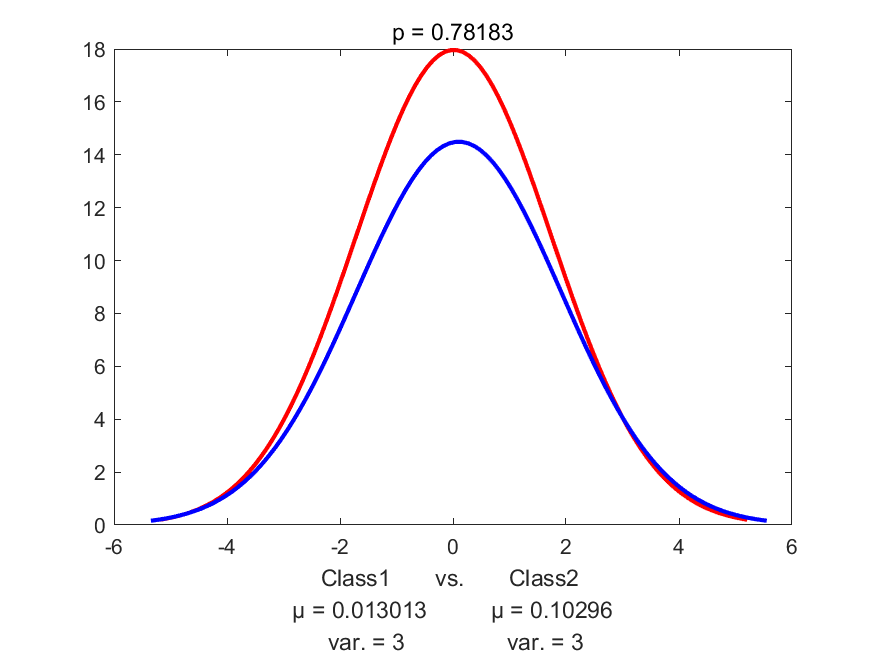 p = 0.78183
18
16
14
12
10
8
6
4
2
0
-6 -4 -2 0 2 4 6
Class1 vs. Class2
μ = 0.013013 μ = 0.10296
var. = 3 var. = 3